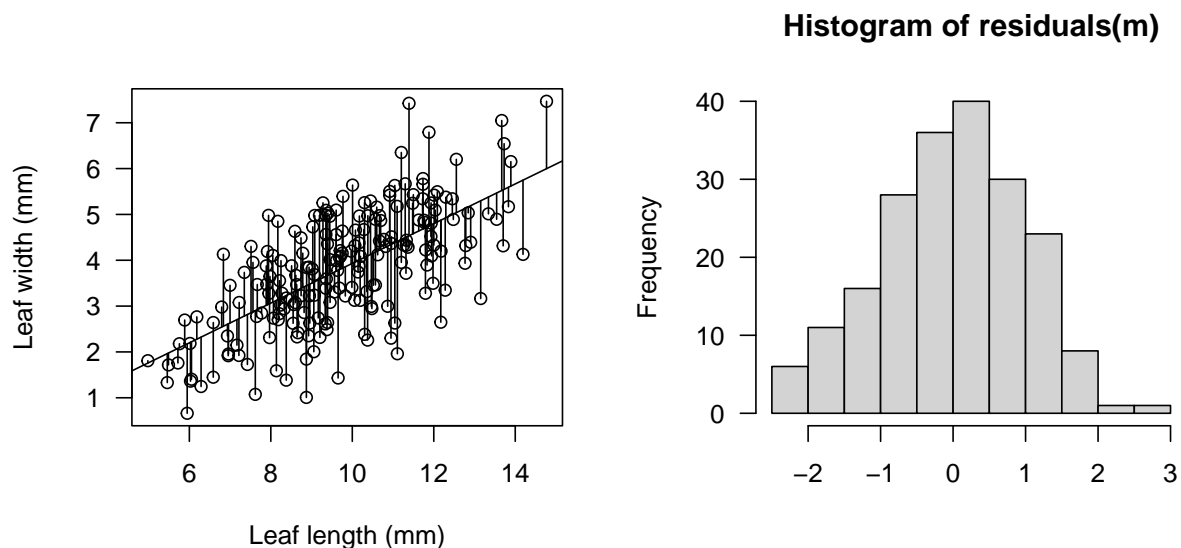 Leaf width (mm)
7
6
5
4
3
2
1
6 8 10 12 14
Leaf length (mm)
Histogram of residuals(m)
Frequency
40
30
20
10
0
−2 −1 0 1 2 3